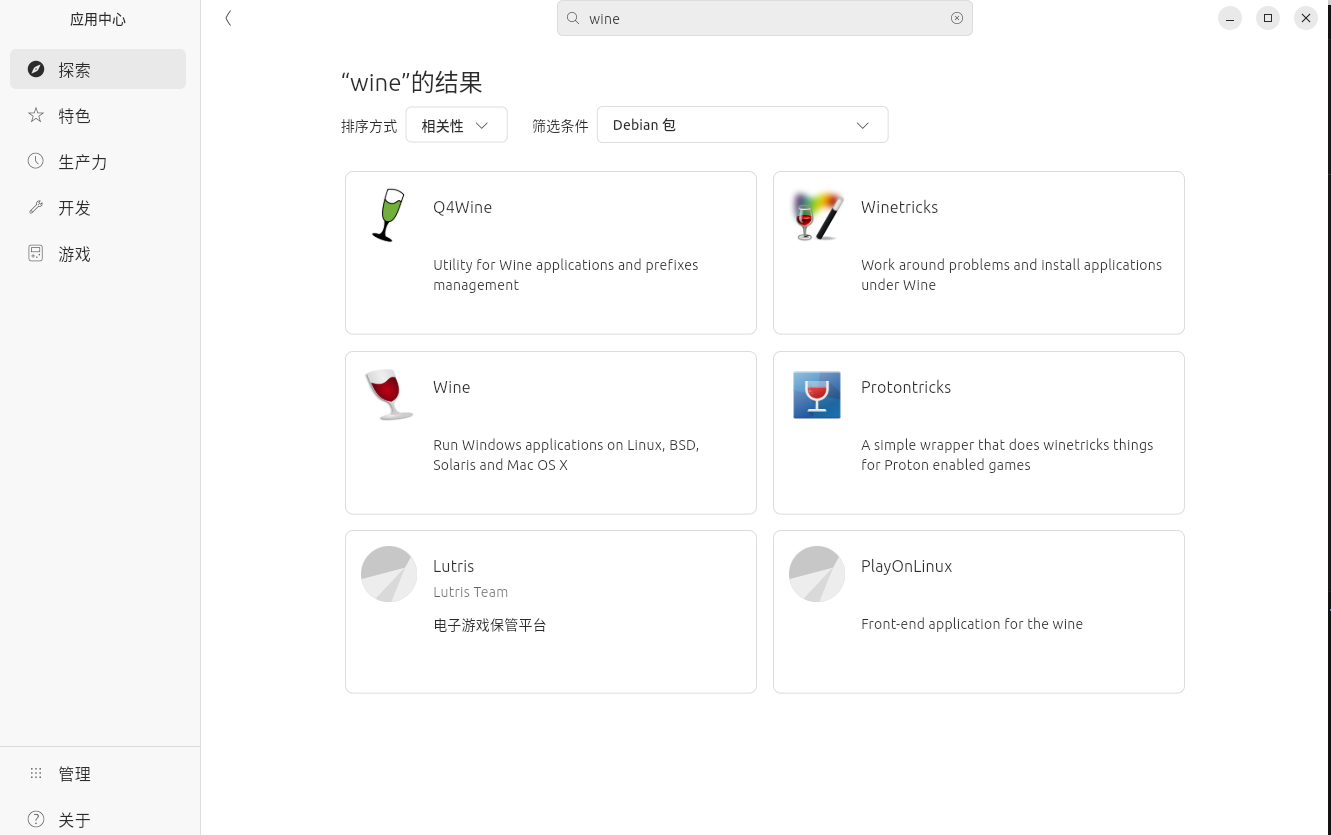 应用中心
wine
探索
特色
生产力
开发
游戏
管理
关于
“wine”的结果
排序方式 相关性 筛选条件 Debian 包
Q4Wine
Utility for Wine applications and prefixes
management
Winetricks
Work around problems and install applications
under Wine
Wine
Run Windows applications on Linux, BSD,
Solaris and Mac OS X
Protontricks
A simple wrapper that does winetricks things
for Proton enabled games
Lutris
Lutris Team
电子游戏保管平台
PlayOnLinux
Front-end application for the wine